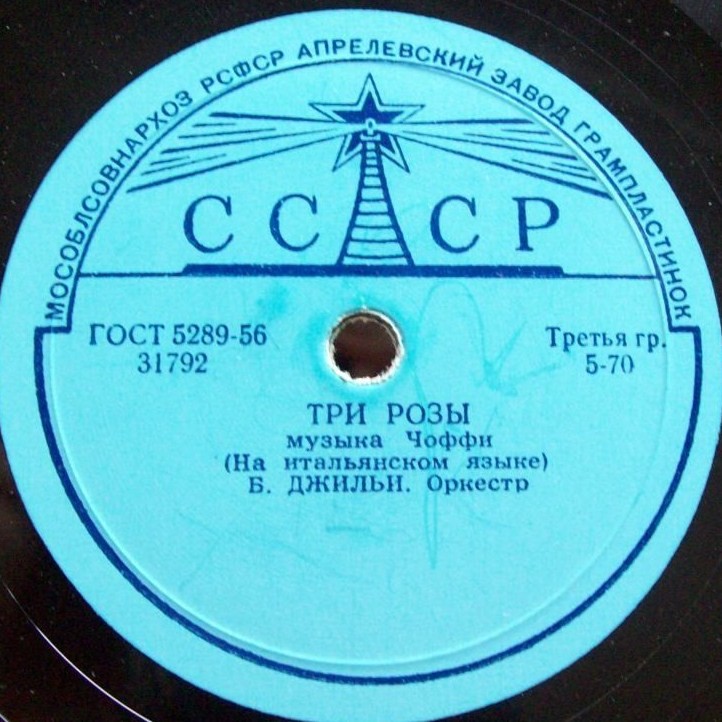 МОСОБЛСОВНАРХОЗ РСФСР АПРЕЛЕВСКИЙ ЗАВОД ГРАМПЛАСТИНОК
СССР
ГОСТ 5289-56
31792
Третья гр.
5-70
ТРИ РОЗЫ
музыка Чоффи
(На итальянском языке)
Б. ДЖИЛЬИ. Оркестр